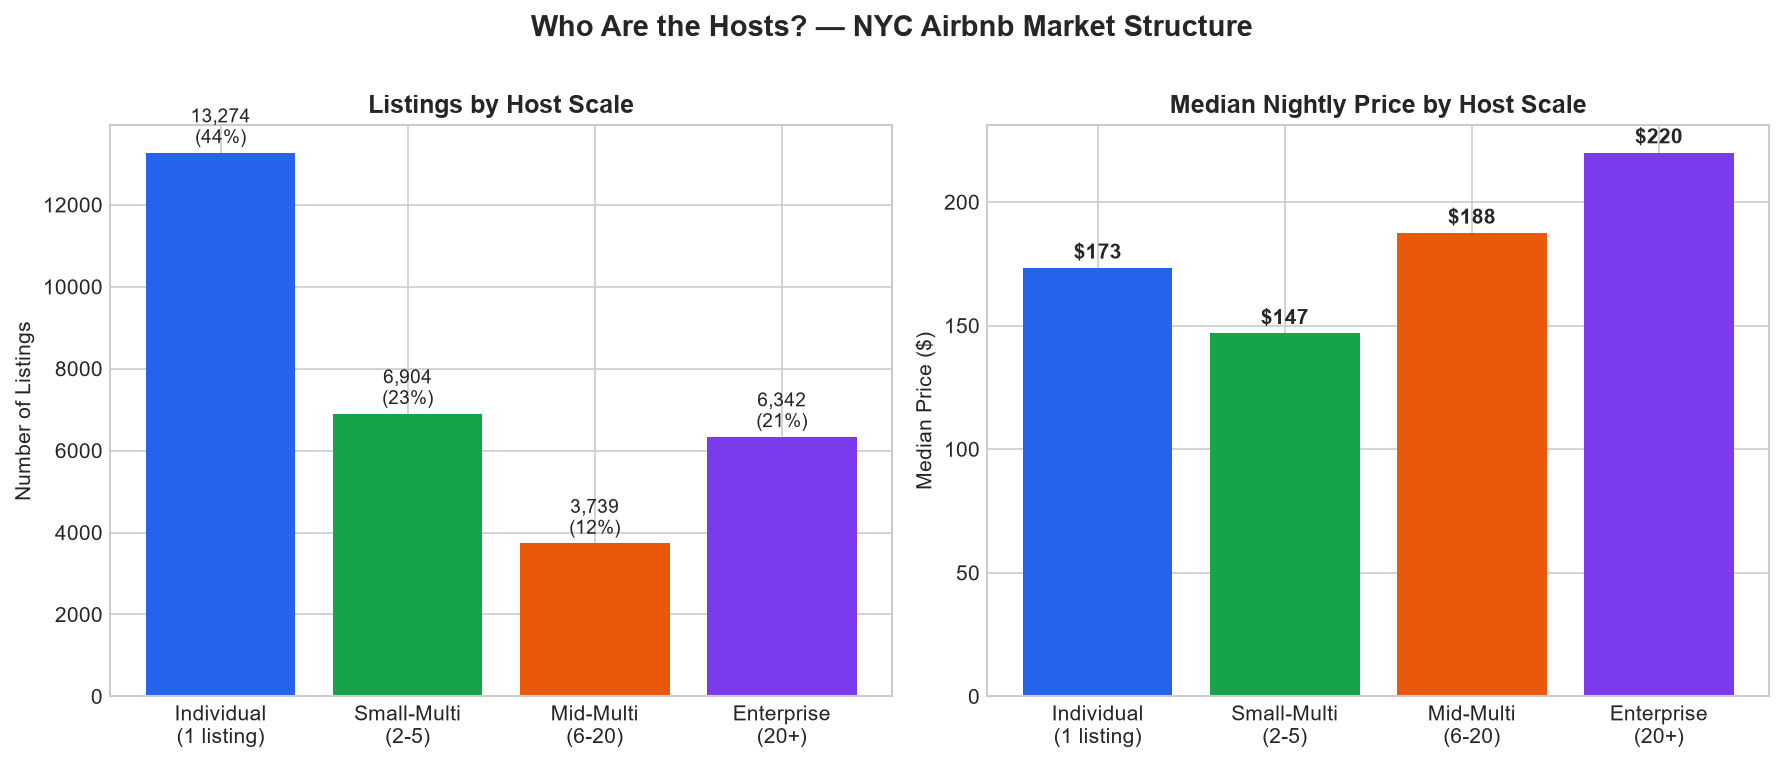 Who Are the Hosts? — NYC Airbnb Market Structure
Listings by Host Scale
13,274
(44%)
6,904
(23%)
3,739
(12%)
6,342
(21%)
Number of Listings
12000
10000
8000
6000
4000
2000
0
Individual
(1 listing)
Small-Multi
(2-5)
Mid-Multi
(6-20)
Enterprise
(20+)
Median Nightly Price by Host Scale
$173
$147
$188
$220
Median Price ($)
200
150
100
50
0
Individual
(1 listing)
Small-Multi
(2-5)
Mid-Multi
(6-20)
Enterprise
(20+)